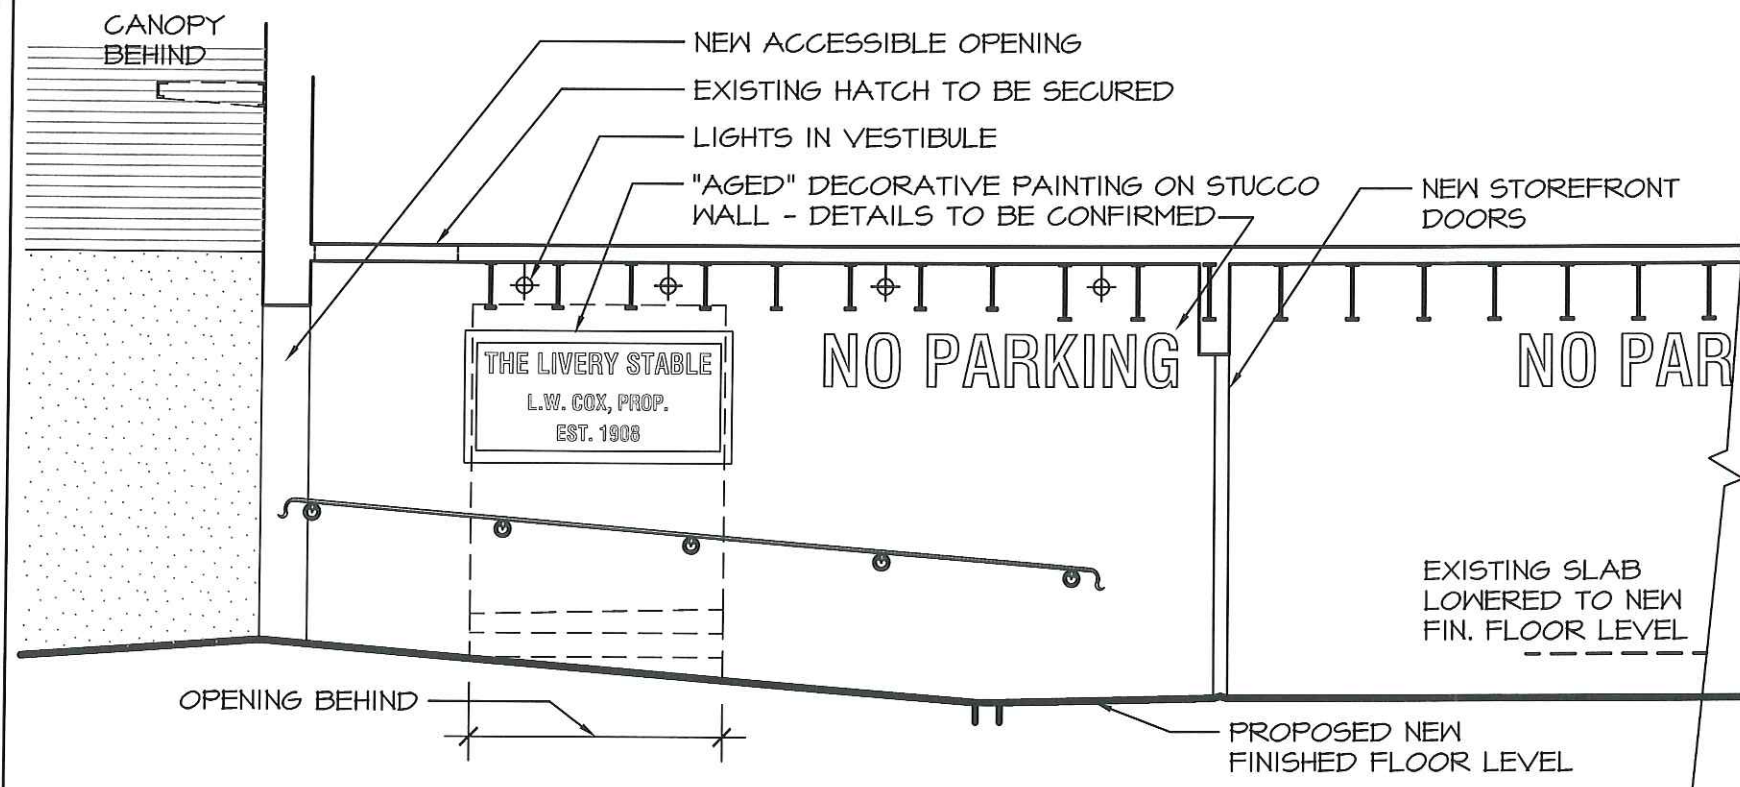 CANOPY
BEHIND
NEW ACCESSIBLE OPENING
EXISTING HATCH TO BE SECURED
LIGHTS IN VESTIBULE
"AGED" DECORATIVE PAINTING ON STUCCO
WALL - DETAILS TO BE CONFIRMED
NEW STOREFRONT
DOORS
THE LIVERY STABLE
L.W. COX, PROP.
EST. 1908
NO PARKING
NO PAR
EXISTING SLAB
LOWERED TO NEW
FIN. FLOOR LEVEL
OPENING BEHIND
PROPOSED NEW
FINISHED FLOOR LEVEL